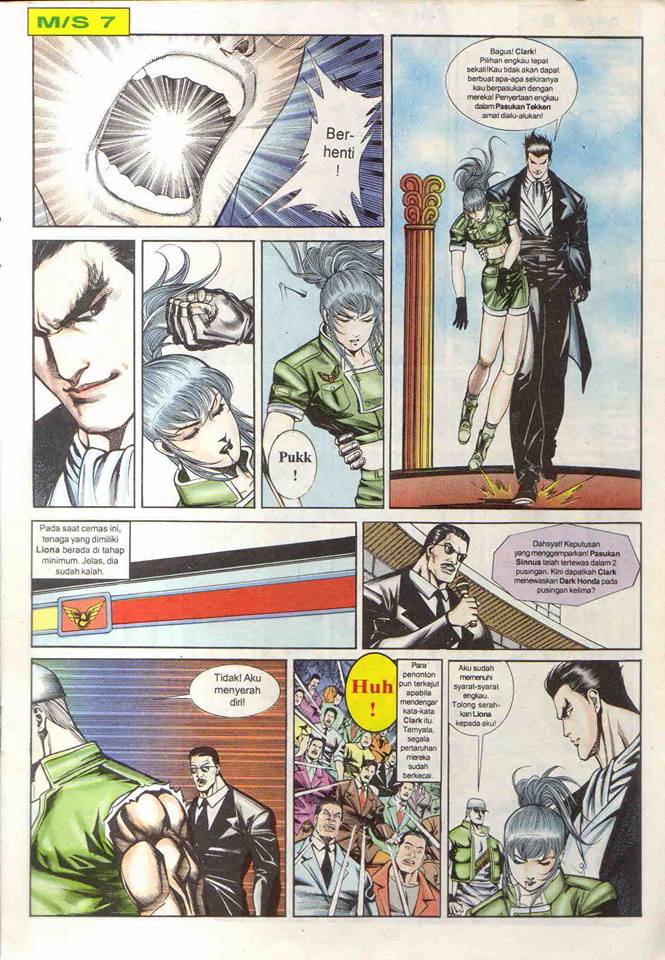 M/S 7
Ber-
henti
!
Bagus! Clark!
Pilihan engkau tepat
sekali!Kau tidak akan dapat
berbuat apa-apa sekiranya
kau berpasukan dengan
mereka! Penyertaan engkau
dalam Pasukan Tekken
amat dialu-alukan!
Pukk
!
Pada saat cemas ini,
tenaga yang dimiliki
Liona berada di tahap
minimum. Jelas, dia
sudah kalah.
Dahsyat! Keputusan
yang menggemparkan! Pasukan
Sinnus telah tertewas dalam 2
pusingan. Kini dapatkah Clark
menewaskan Dark Honda pada
pusingan kelima?
Tidak! Aku
menyerah
diri!
Huh
!
Para
penonton
pun terkejut
apabila
mendengar
kata-kata
Clark itu.
Ternyata,
segala
pertaruhan
mereka
sudah
berkecai.
Aku sudah
memenuhi
syarat-syarat
engkau.
Tolong serah-
kan Liona
kepada aku!